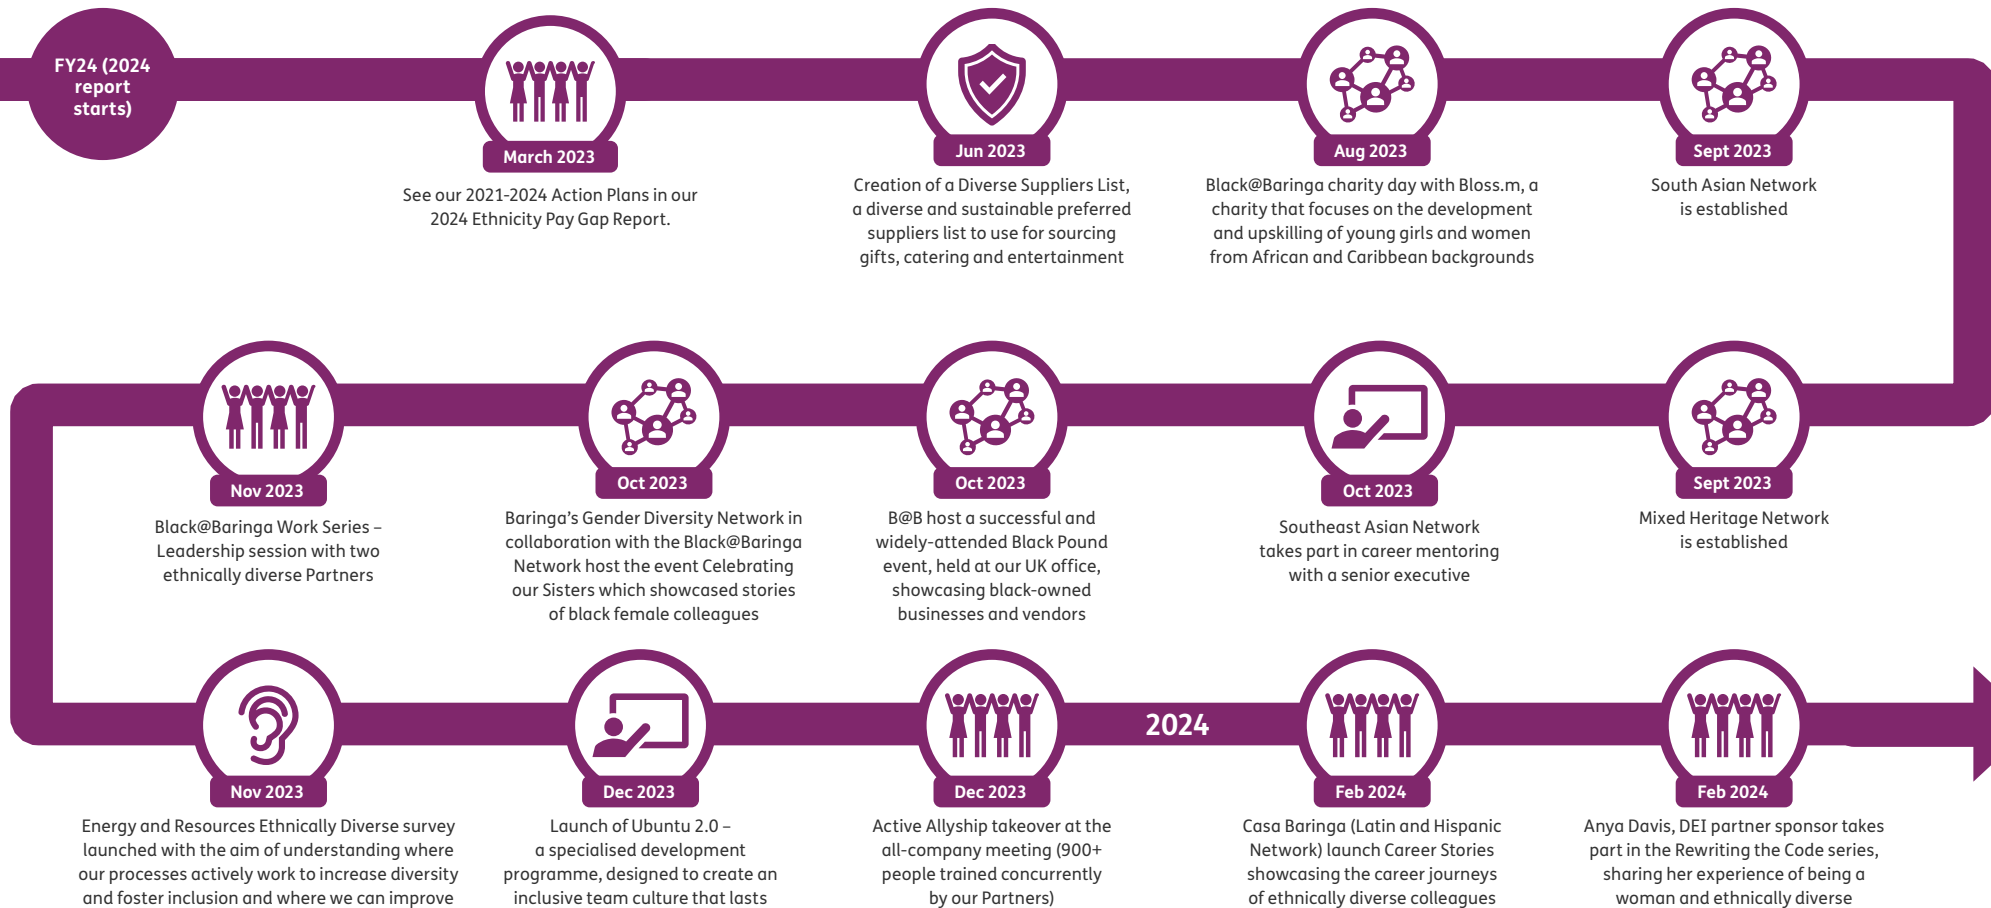 FY24 (2024
report
starts)
March 2023
See our 2021-2024 Action Plans in our
2024 Ethnicity Pay Gap Report.
Jun 2023
Creation of a Diverse Suppliers List,
a diverse and sustainable preferred
suppliers list to use for sourcing
gifts, catering and entertainment
Aug 2023
Black@Baringa charity day with Bloss.m, a
charity that focuses on the development
and upskilling of young girls and women
from African and Caribbean backgrounds
Sept 2023
South Asian Network
is established
Sept 2023
Mixed Heritage Network
is established
Oct 2023
Southeast Asian Network
takes part in career mentoring
with a senior executive
Oct 2023
B@B host a successful and
widely-attended Black Pound
event, held at our UK office,
showcasing black-owned
businesses and vendors
Oct 2023
Baringa's Gender Diversity Network in
collaboration with the Black@Baringa
Network host the event Celebrating
our Sisters which showcased stories
of black female colleagues
Nov 2023
Black@Baringa Work Series –
Leadership session with two
ethnically diverse Partners
Nov 2023
Energy and Resources Ethnically Diverse survey
launched with the aim of understanding where
our processes actively work to increase diversity
and foster inclusion and where we can improve
Dec 2023
Launch of Ubuntu 2.0 –
a specialised development
programme, designed to create an
inclusive team culture that lasts
Dec 2023
Active Allyship takeover at the
all-company meeting (900+
people trained concurrently
by our Partners)
2024
Feb 2024
Casa Baringa (Latin and Hispanic
Network) launch Career Stories
showcasing the career journeys
of ethnically diverse colleagues
Feb 2024
Anya Davis, DEI partner sponsor takes
part in the Rewriting the Code series,
sharing her experience of being a
woman and ethnically diverse